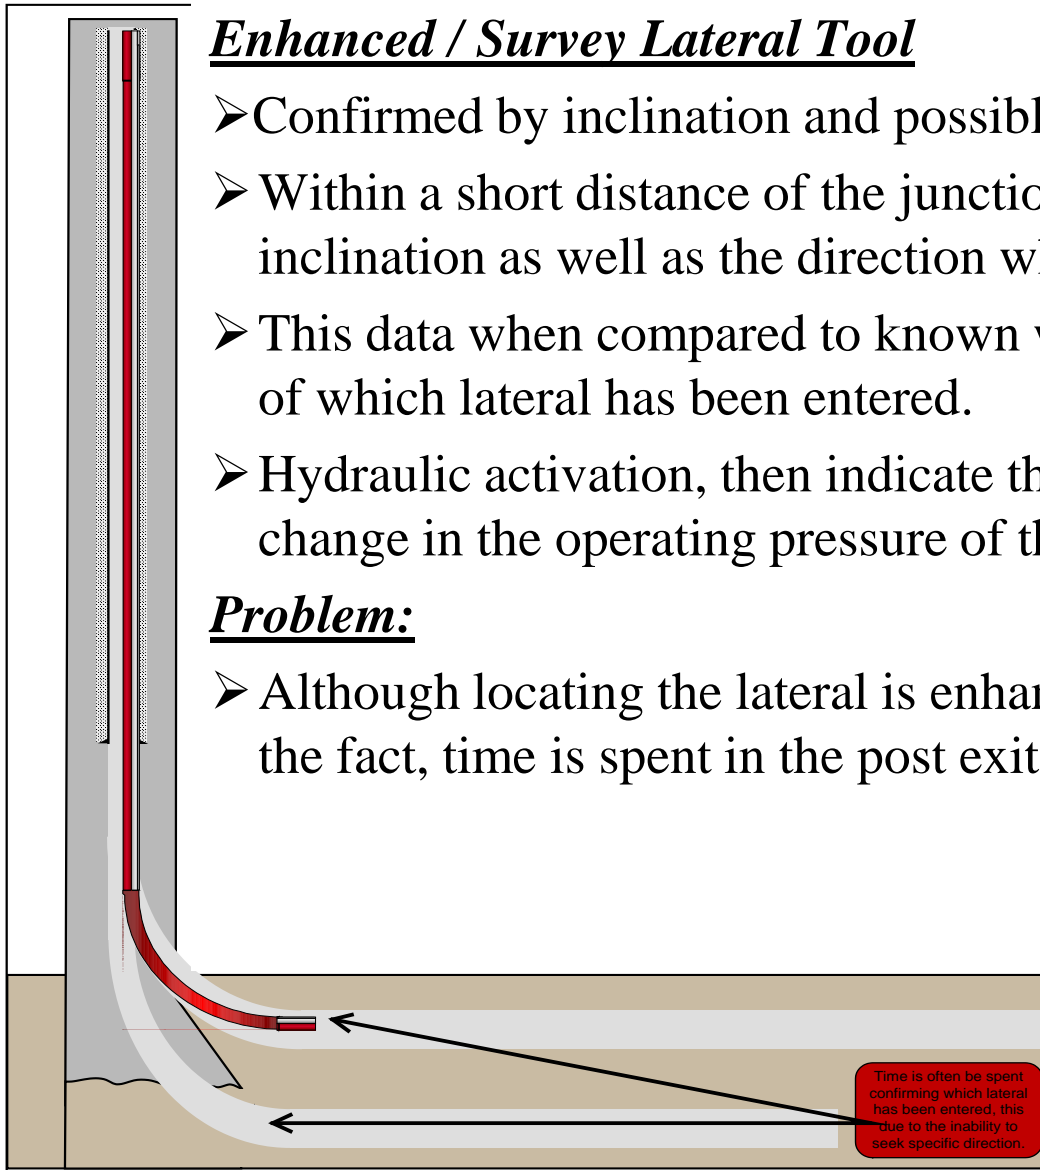 Enhanced / Survey Lateral Tool
➢Confirmed by inclination and possibl
➢ Within a short distance of the junctio
inclination as well as the direction wh
➢ This data when compared to known
of which lateral has been entered.
➢ Hydraulic activation, then indicate th
change in the operating pressure of th
Problem:
➢ Although locating the lateral is enhan
the fact, time is spent in the post exit
Time is often be spent
confirming which lateral
has been entered, this
due to the inability to
seek specific direction.